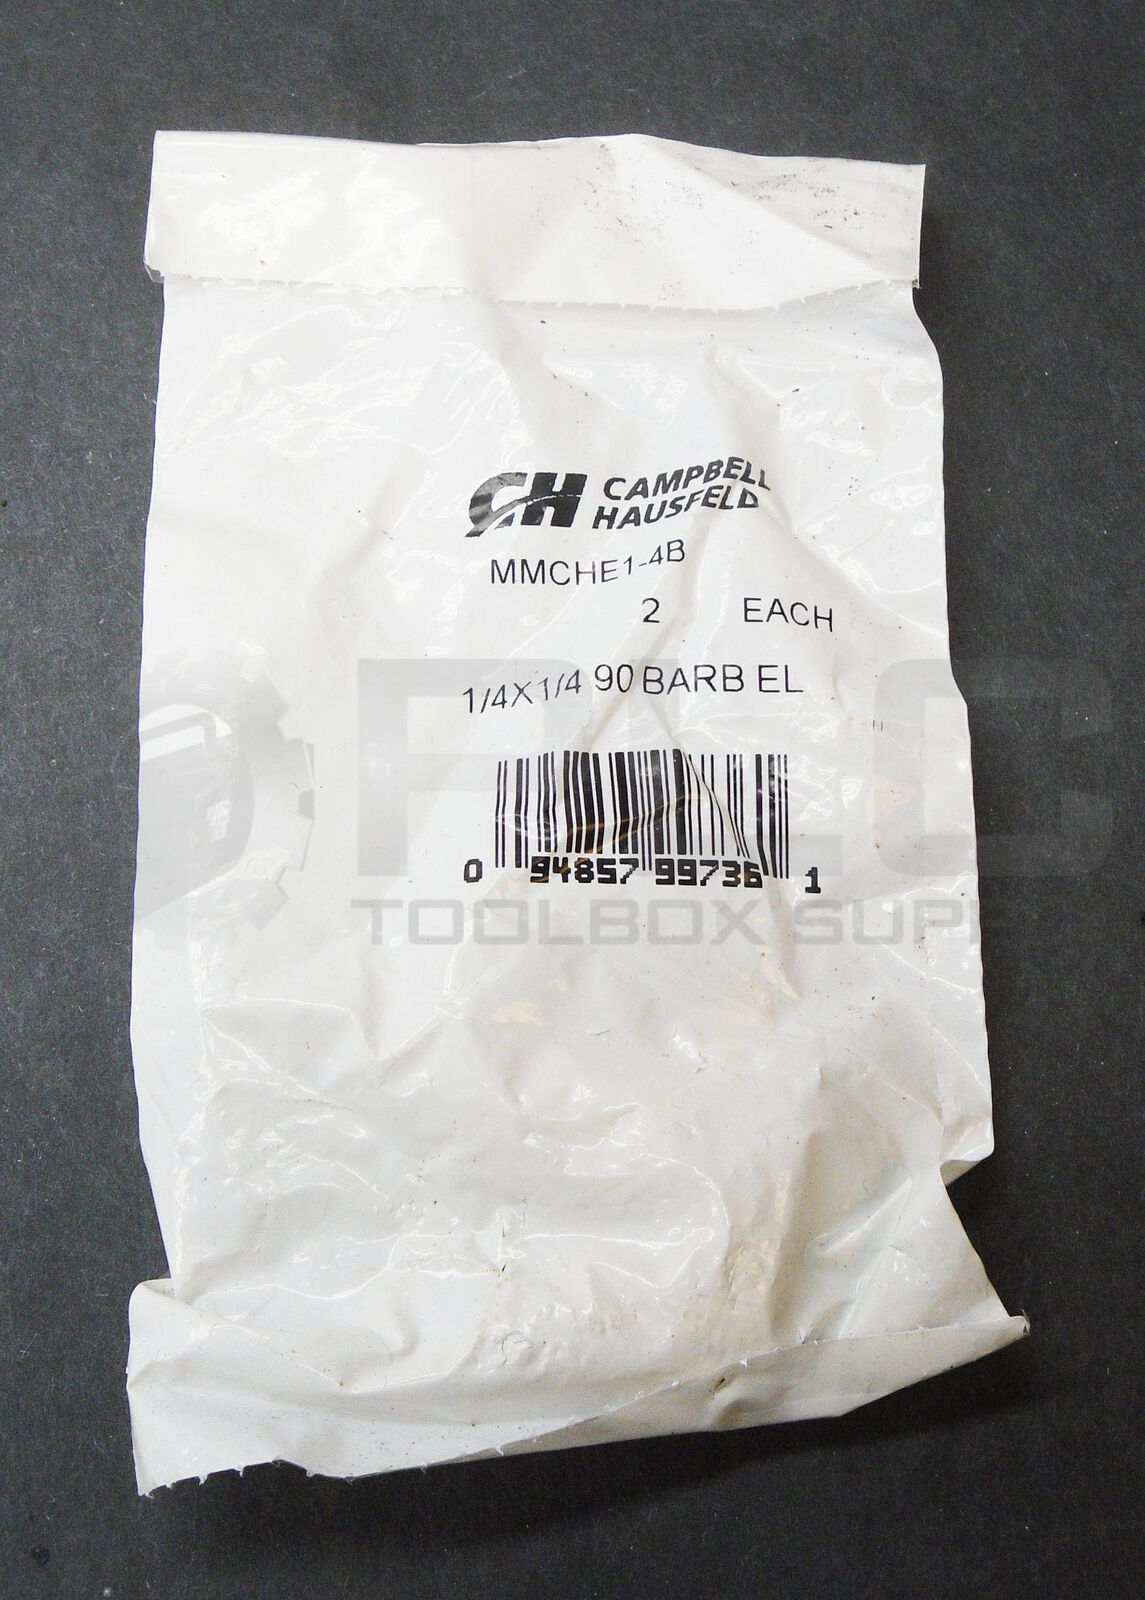 CH CAMPBELL
HAUSFELD
MMCHE1-4B
2 EACH
1/4X1/4 90 BARB EL
0 94857 99736 1
PLC
TOOLBOX SUP